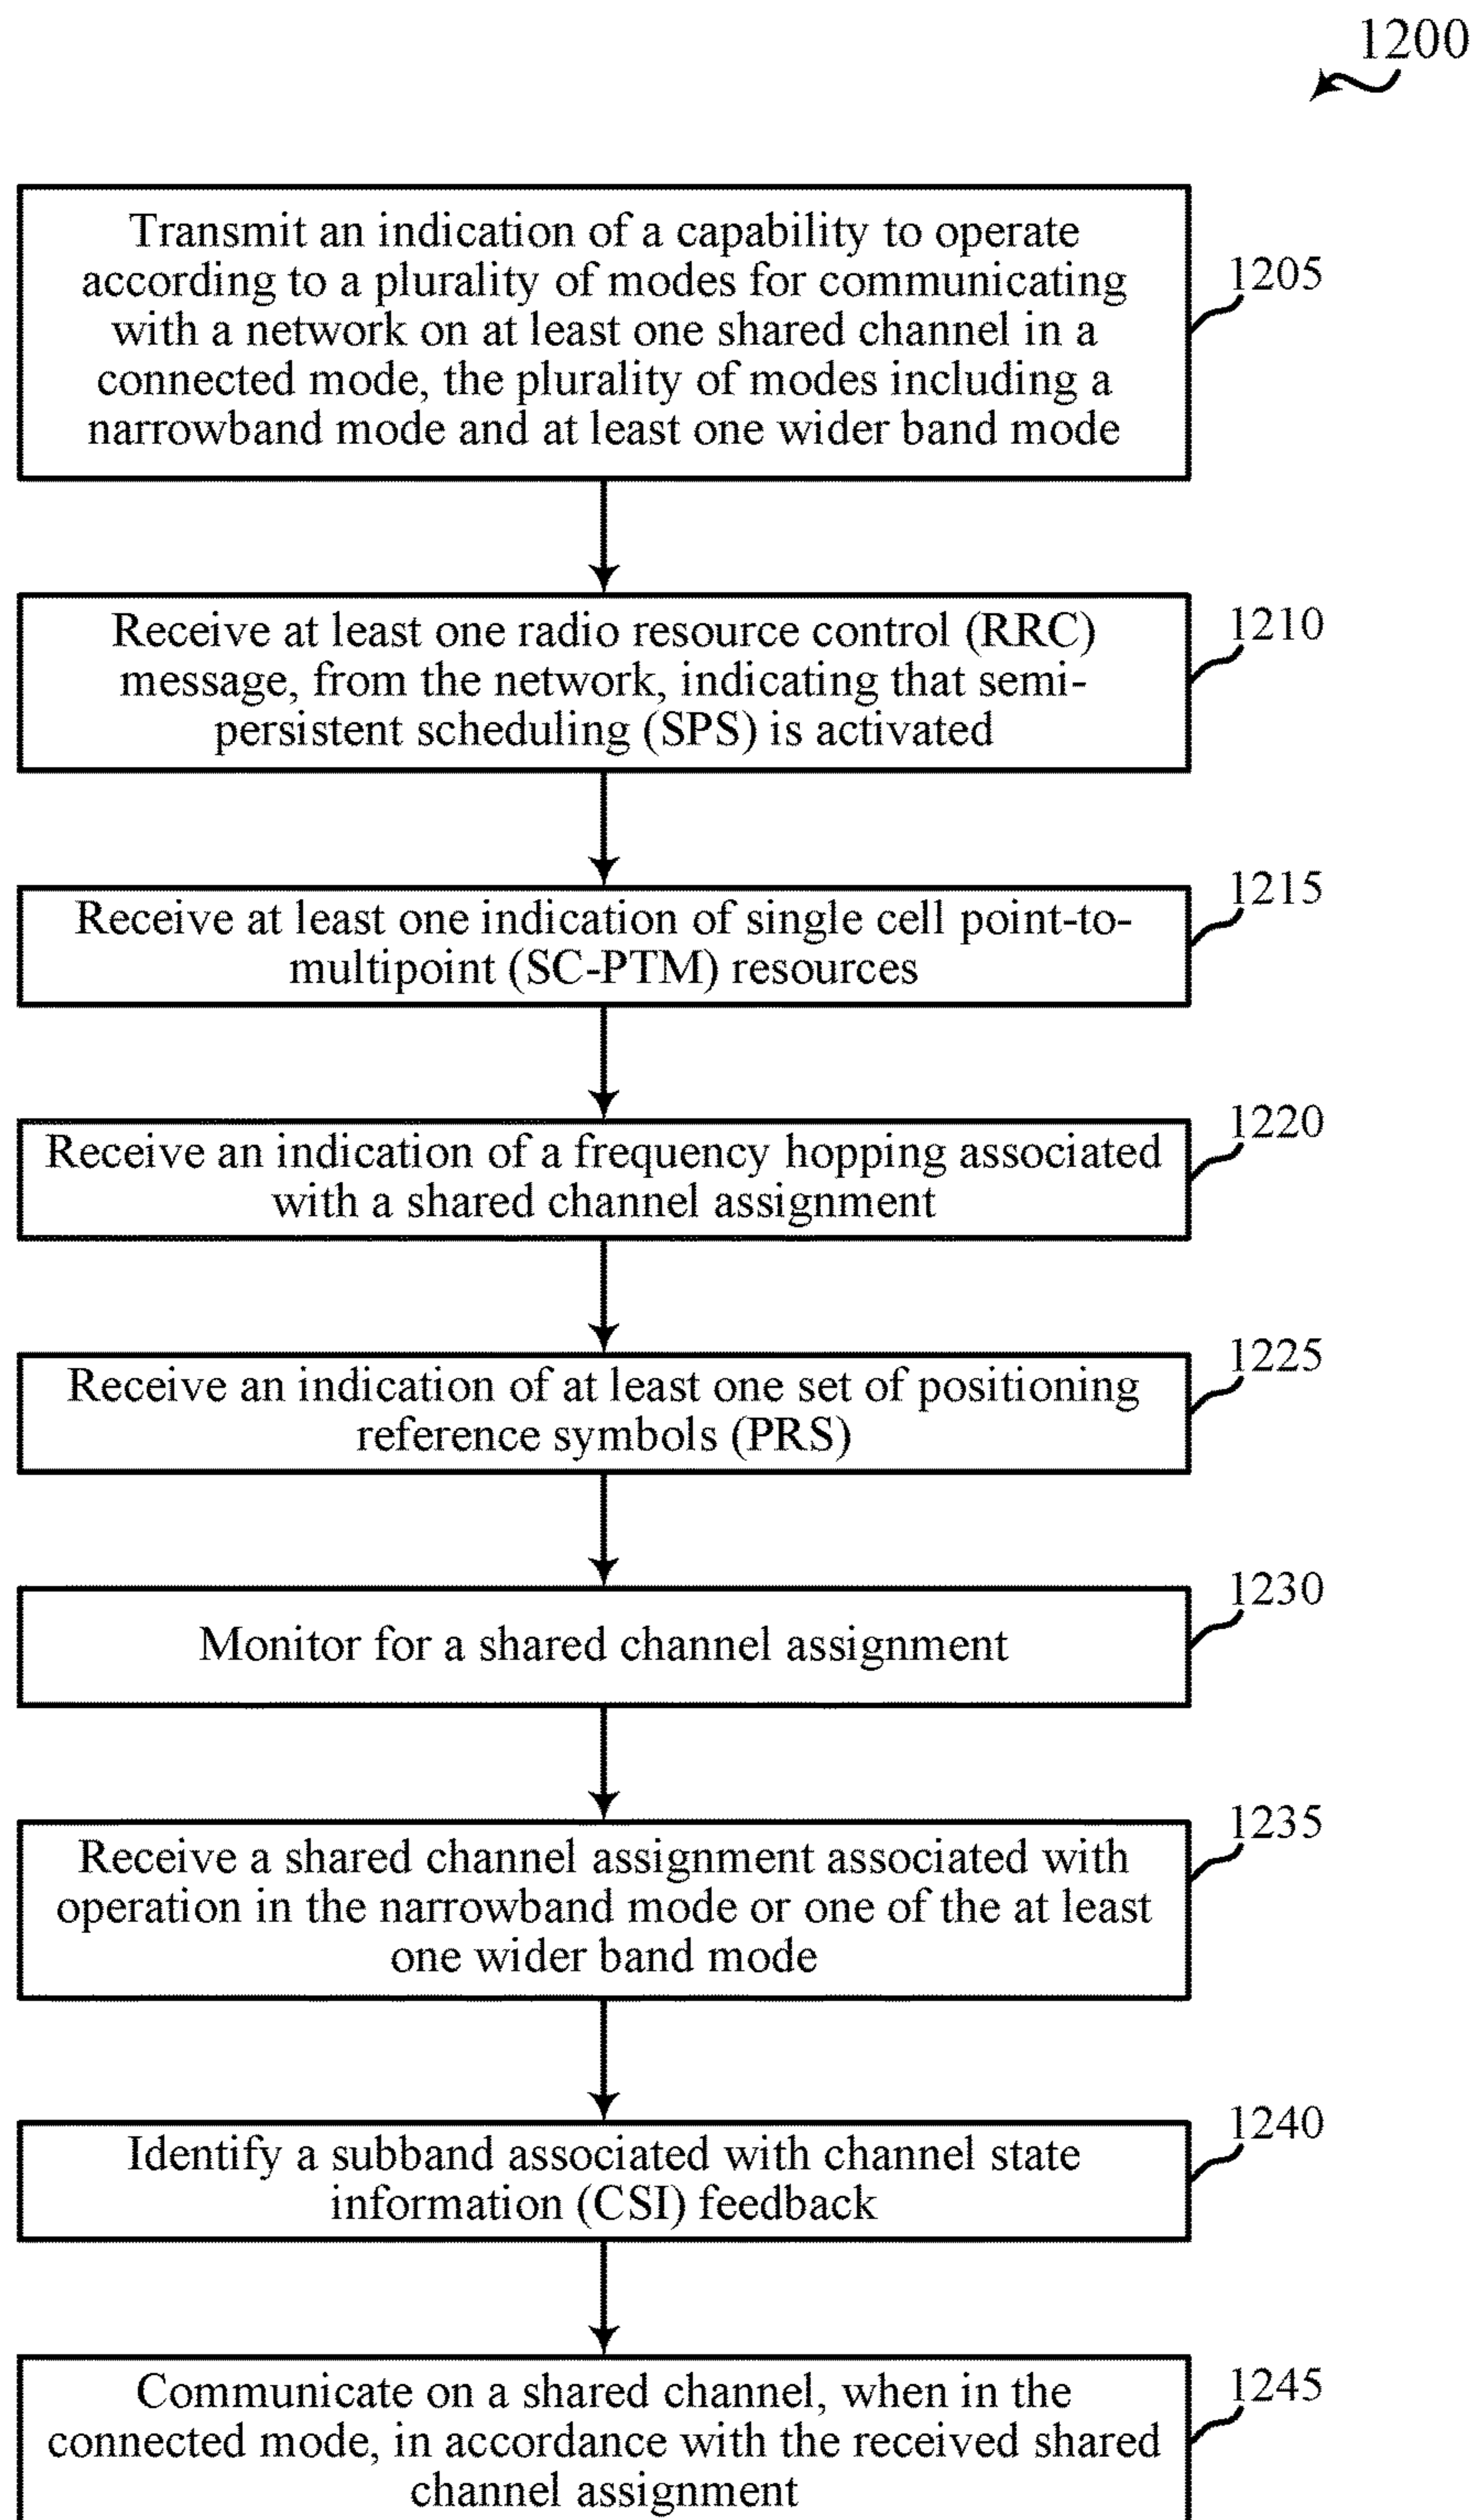 1200
Transmit an indication of a capability to operate
according to a plurality of modes for communicating
with a network on at least one shared channel in a
connected mode, the plurality of modes including a
narrowband mode and at least one wider band mode
1205
Receive at least one radio resource control (RRC)
message, from the network, indicating that semi-
persistent scheduling (SPS) is activated
1210
Receive at least one indication of single cell point-to-
multipoint (SC-PTM) resources
1215
Receive an indication of a frequency hopping associated
with a shared channel assignment
1220
Receive an indication of at least one set of positioning
reference symbols (PRS)
1225
Monitor for a shared channel assignment
1230
Receive a shared channel assignment associated with
operation in the narrowband mode or one of the at least
one wider band mode
1235
Identify a subband associated with channel state
information (CSI) feedback
1240
Communicate on a shared channel, when in the
connected mode, in accordance with the received shared
channel assignment
1245